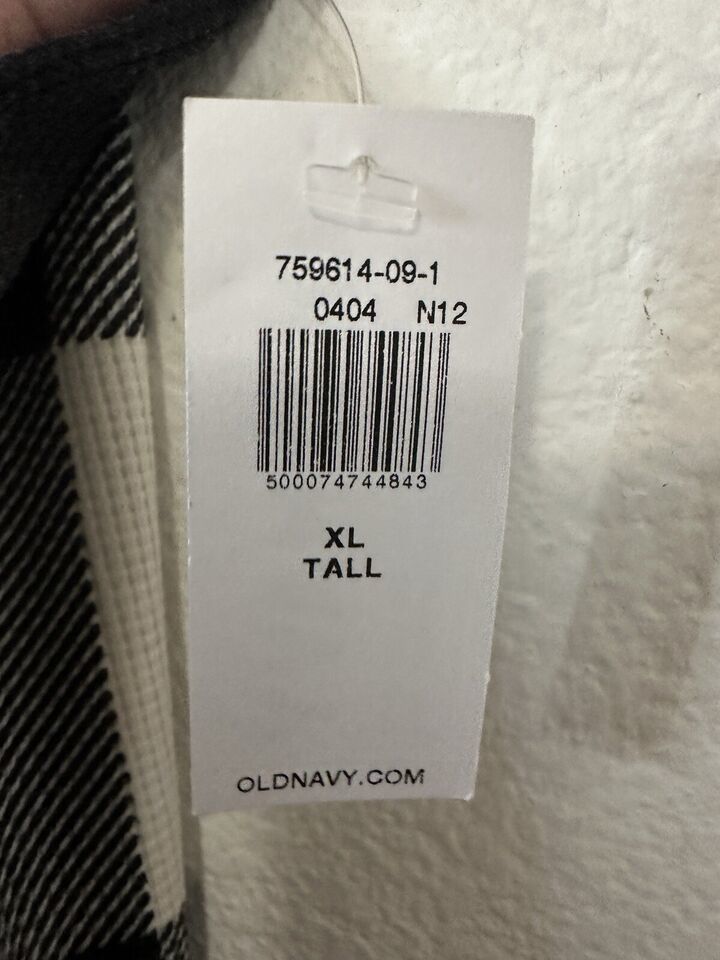 759614-09-1
0404 N12
500074744843
XL
TALL
OLDNAVY.COM